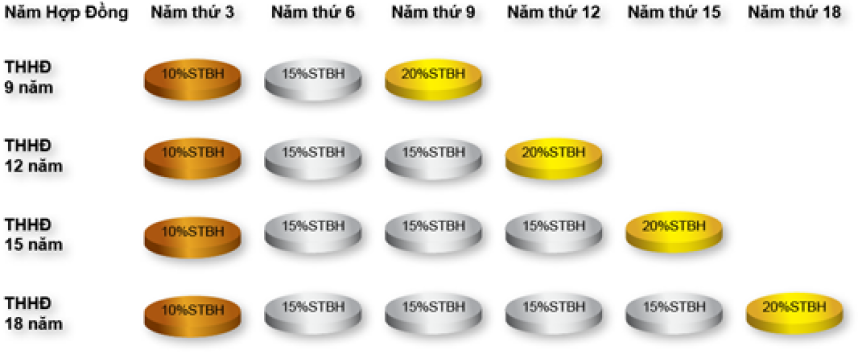 Năm Hợp Đồng Năm thứ 3 Năm thứ 6 Năm thứ 9 Năm thứ 12 Năm thứ 15 Năm thứ 18
THHĐ
9 năm
10%STBH 15%STBH 20%STBH
THHĐ
12 năm
10%STBH 15%STBH 15%STBH 20%STBH
THHĐ
15 năm
10%STBH 15%STBH 15%STBH 15%STBH 20%STBH
THHĐ
18 năm
10%STBH 15%STBH 15%STBH 15%STBH 15%STBH 20%STBH